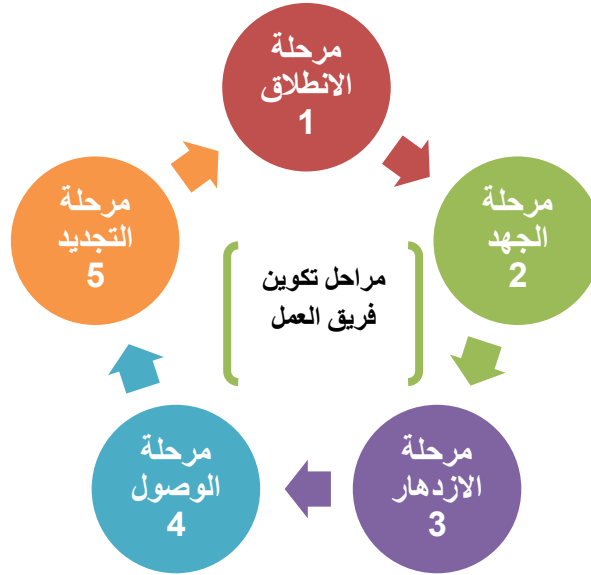 مرحلة
الانطلاق
1
مرحلة
الجهد
2
مرحلة
الازدهار
3
مرحلة
الوصول
4
مرحلة
التجديد
5
مراحل تكوين
فريق العمل